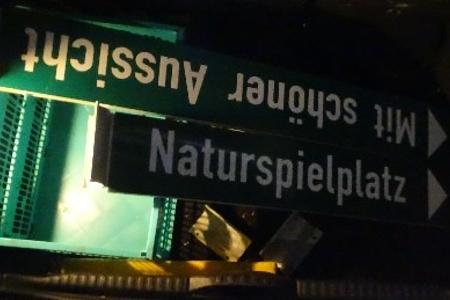 Mit schöner Aussicht
Naturspielplatz